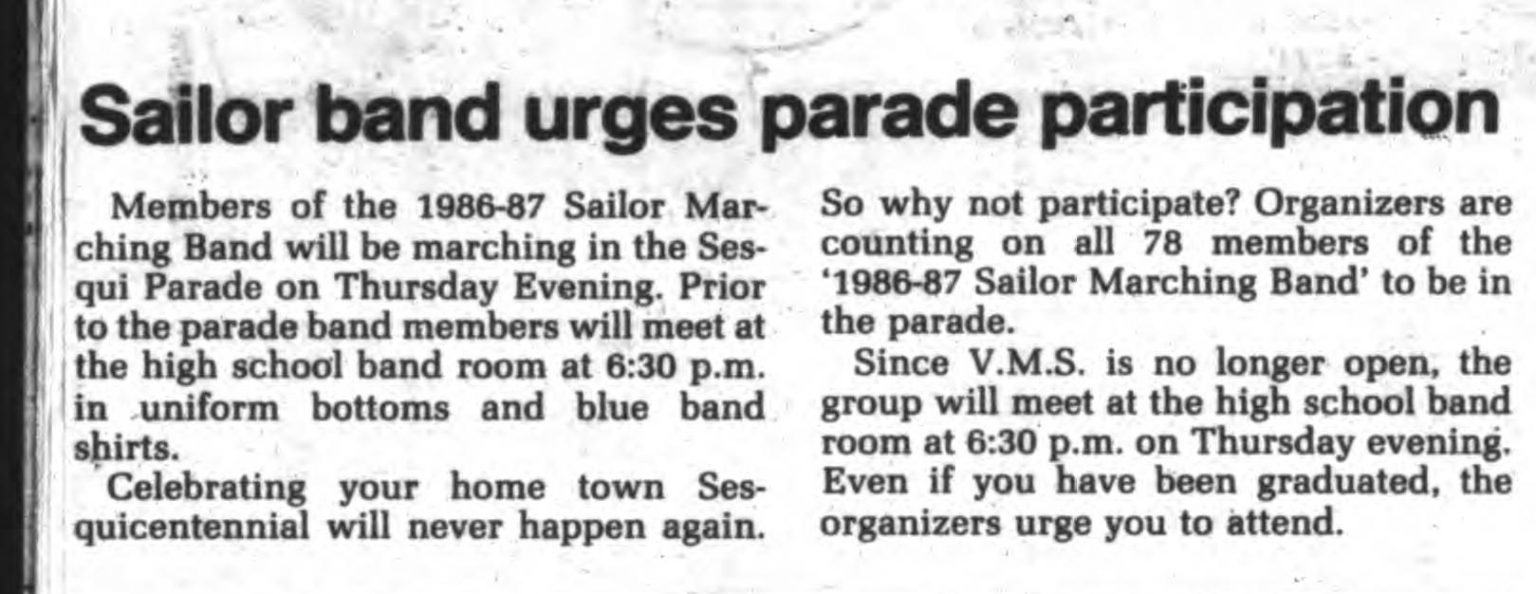 Sailor band urges parade participation
Members of the 1986-87 Sailor Mar-
ching Band will be marching in the Ses-
qui Parade on Thursday Evening. Prior
to the parade band members will meet at
the high school band room at 6:30 p.m.
in uniform bottoms and blue band
shirts.
Celebrating your home town Ses-
quicentennial will never happen again.
So why not participate? Organizers are
counting on all 78 members of the
‘1986-87 Sailor Marching Band’ to be in
the parade.
Since V.M.S. is no longer open, the
group will meet at the high school band
room at 6:30 p.m. on Thursday evening.
Even if you have been graduated, the
organizers urge you to attend.